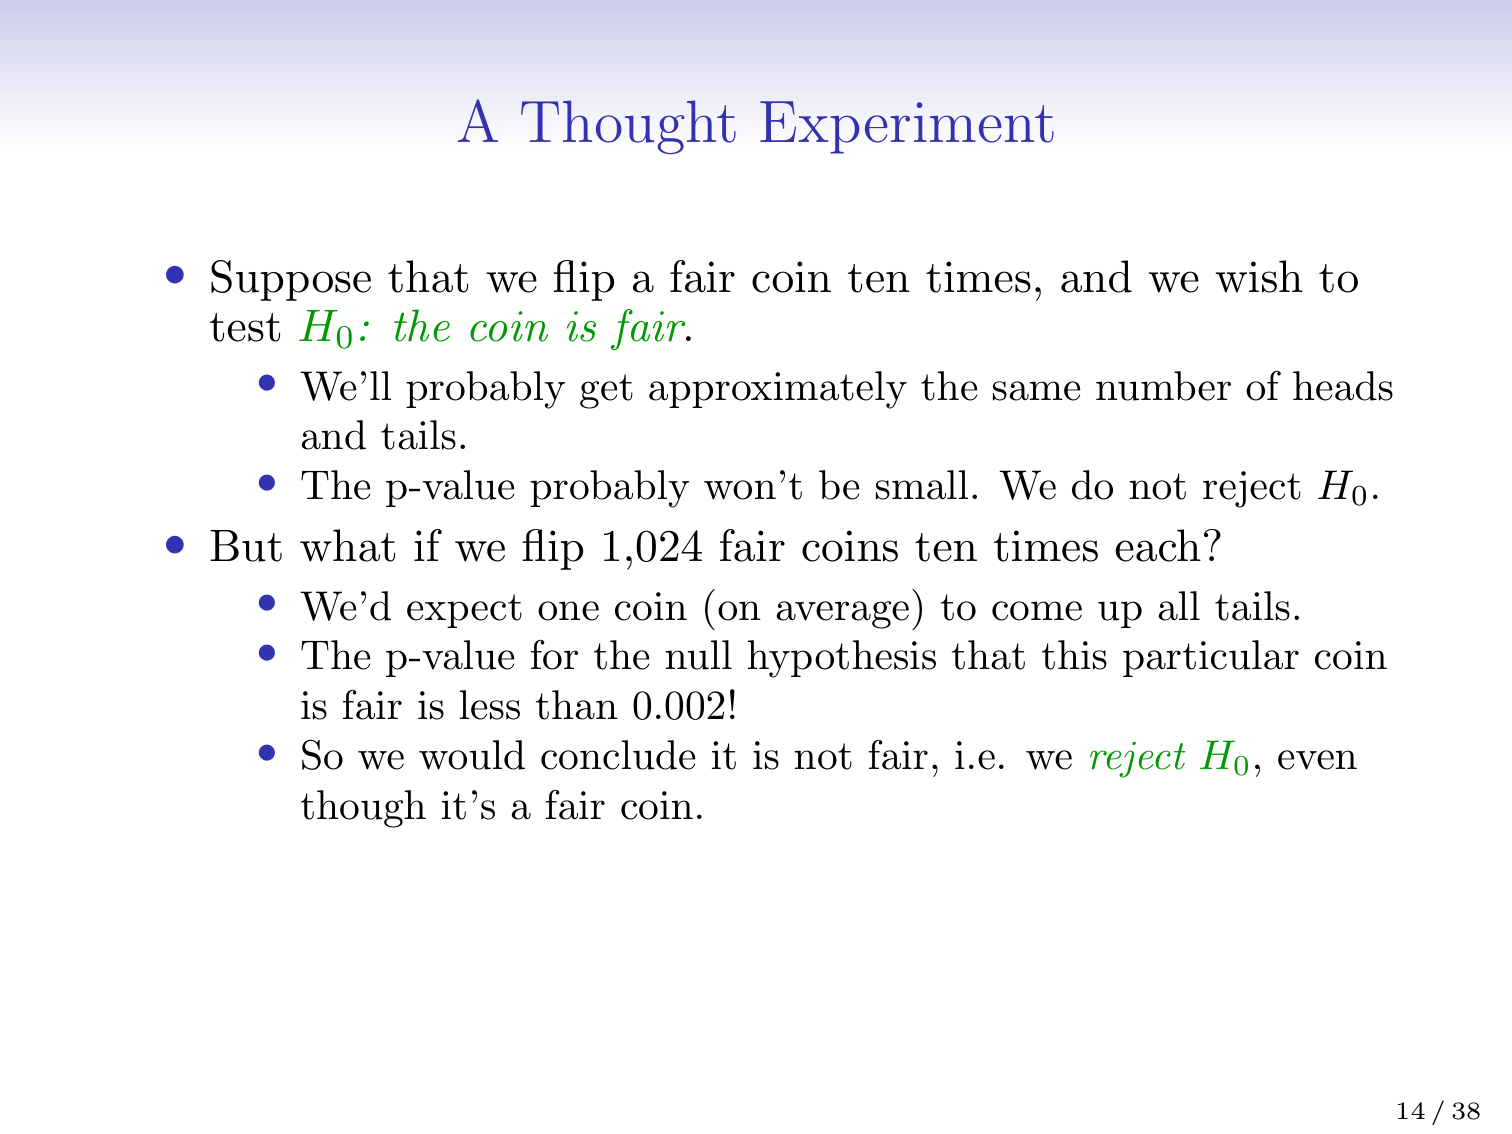 A Thought Experiment
• Suppose that we flip a fair coin ten times, and we wish to
test H₀: the coin is fair.
• We'll probably get approximately the same number of heads
and tails.
• The p-value probably won't be small. We do not reject H₀.
• But what if we flip 1,024 fair coins ten times each?
• We'd expect one coin (on average) to come up all tails.
• The p-value for the null hypothesis that this particular coin
is fair is less than 0.002!
• So we would conclude it is not fair, i.e. we reject H₀, even
though it's a fair coin.
14 / 38